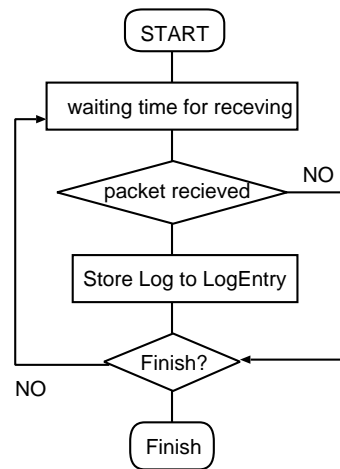 START
waiting time for receving
packet recieved
NO
Store Log to LogEntry
Finish?
NO
Finish